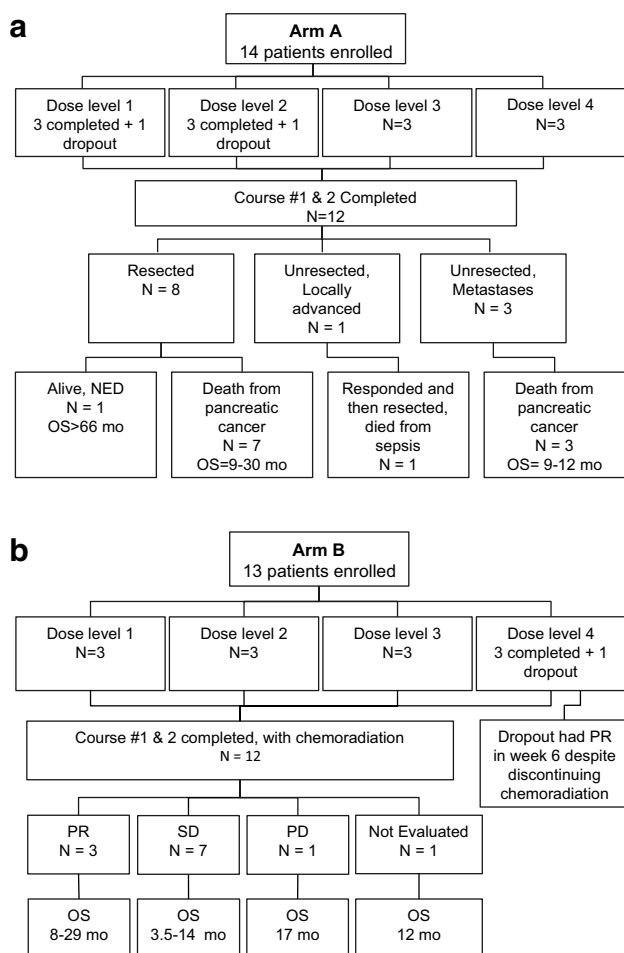 a
Arm A
14 patients enrolled
Dose level 1
3 completed + 1
dropout
Dose level 2
3 completed + 1
dropout
Dose level 3
N=3
Dose level 4
N=3
Course #1 & 2 Completed
N=12
Resected
N = 8
Unresected,
Locally
advanced
N = 1
Unresected,
Metastases
N = 3
Alive, NED
N = 1
OS>66 mo
Death from
pancreatic
cancer
N = 7
OS=9-30 mo
Responded and
then resected,
died from
sepsis
N = 1
Death from
pancreatic
cancer
N = 3
OS= 9-12 mo
b
Arm B
13 patients enrolled
Dose level 1
N=3
Dose level 2
N=3
Dose level 3
N=3
Dose level 4
3 completed + 1
dropout
Course #1 & 2 completed, with chemoradiation
N = 12
Dropout had PR
in week 6 despite
discontinuing
chemoradiation
PR
N = 3
SD
N = 7
PD
N = 1
Not Evaluated
N = 1
OS
8-29 mo
OS
3.5-14 mo
OS
17 mo
OS
12 mo